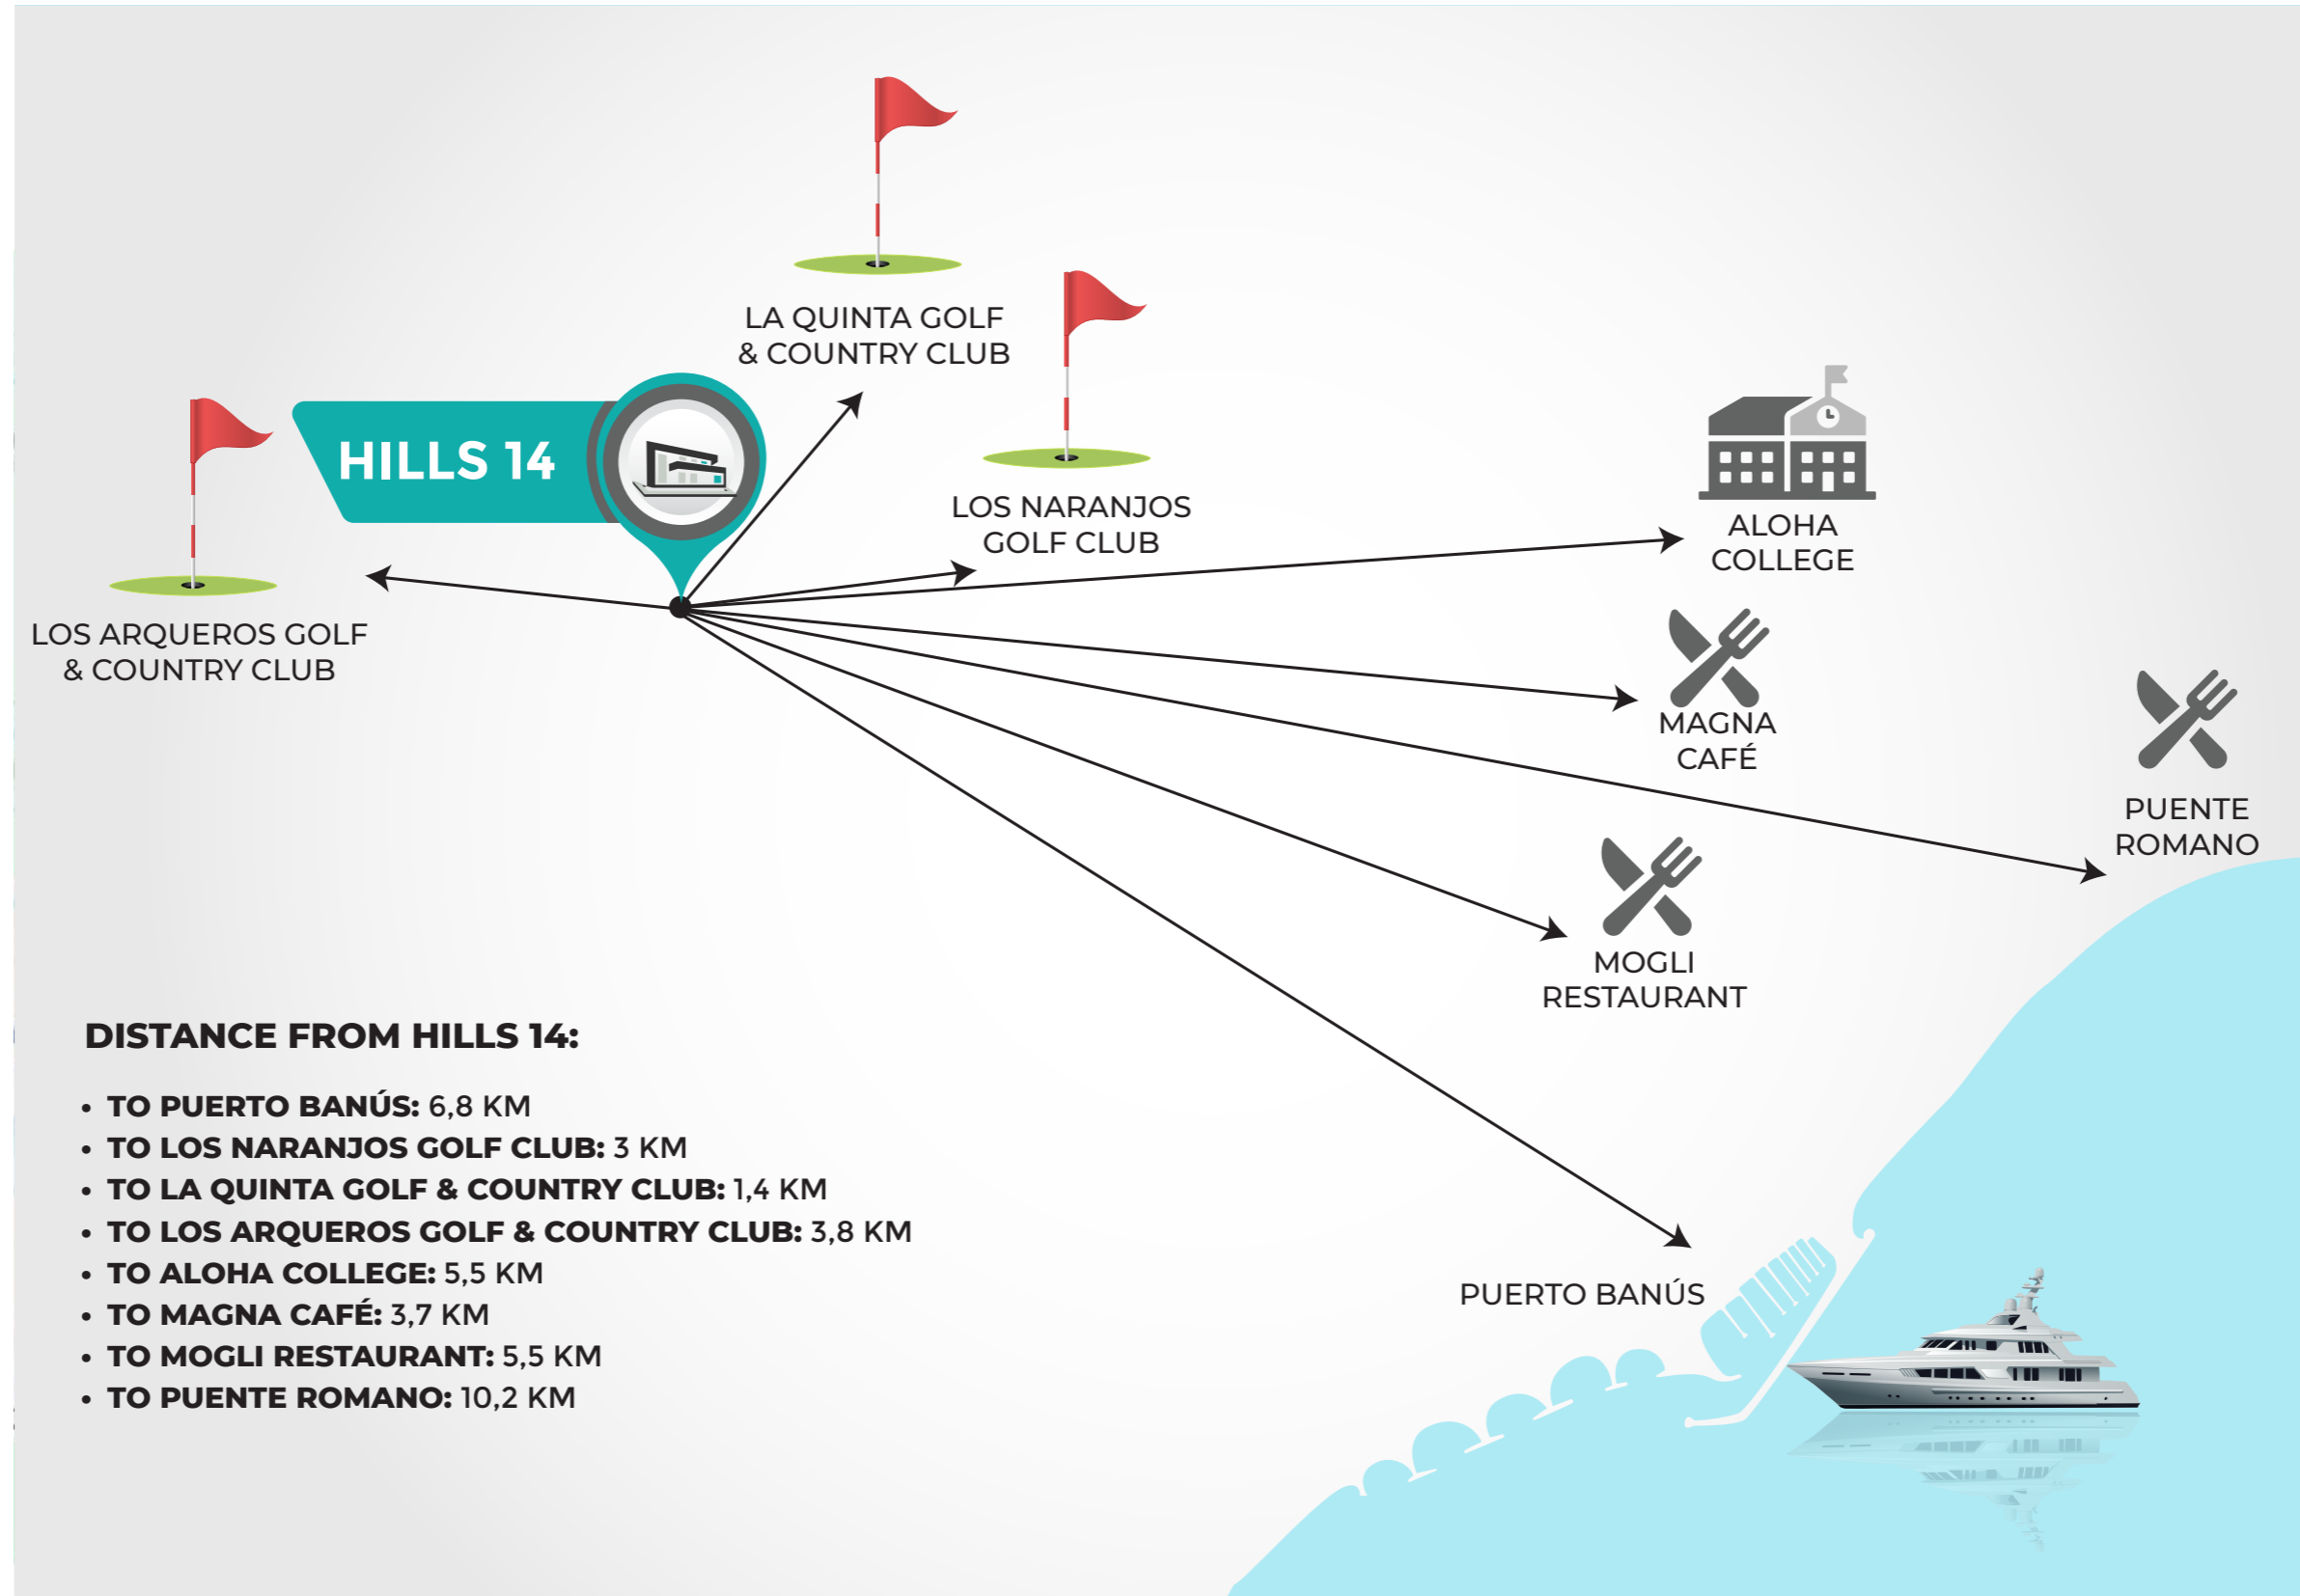 LA QUINTA GOLF
& COUNTRY CLUB
HILLS 14
LOS NARANJOS
GOLF CLUB
ALOHA
COLLEGE
LOS ARQUEROS GOLF
& COUNTRY CLUB
MAGNA
CAFÉ
PUENTE
ROMANO
MOGLI
RESTAURANT
PUERTO BANÚS
DISTANCE FROM HILLS 14:
• TO PUERTO BANÚS: 6,8 KM
• TO LOS NARANJOS GOLF CLUB: 3 KM
• TO LA QUINTA GOLF & COUNTRY CLUB: 1,4 KM
• TO LOS ARQUEROS GOLF & COUNTRY CLUB: 3,8 KM
• TO ALOHA COLLEGE: 5,5 KM
• TO MAGNA CAFÉ: 3,7 KM
• TO MOGLI RESTAURANT: 5,5 KM
• TO PUENTE ROMANO: 10,2 KM